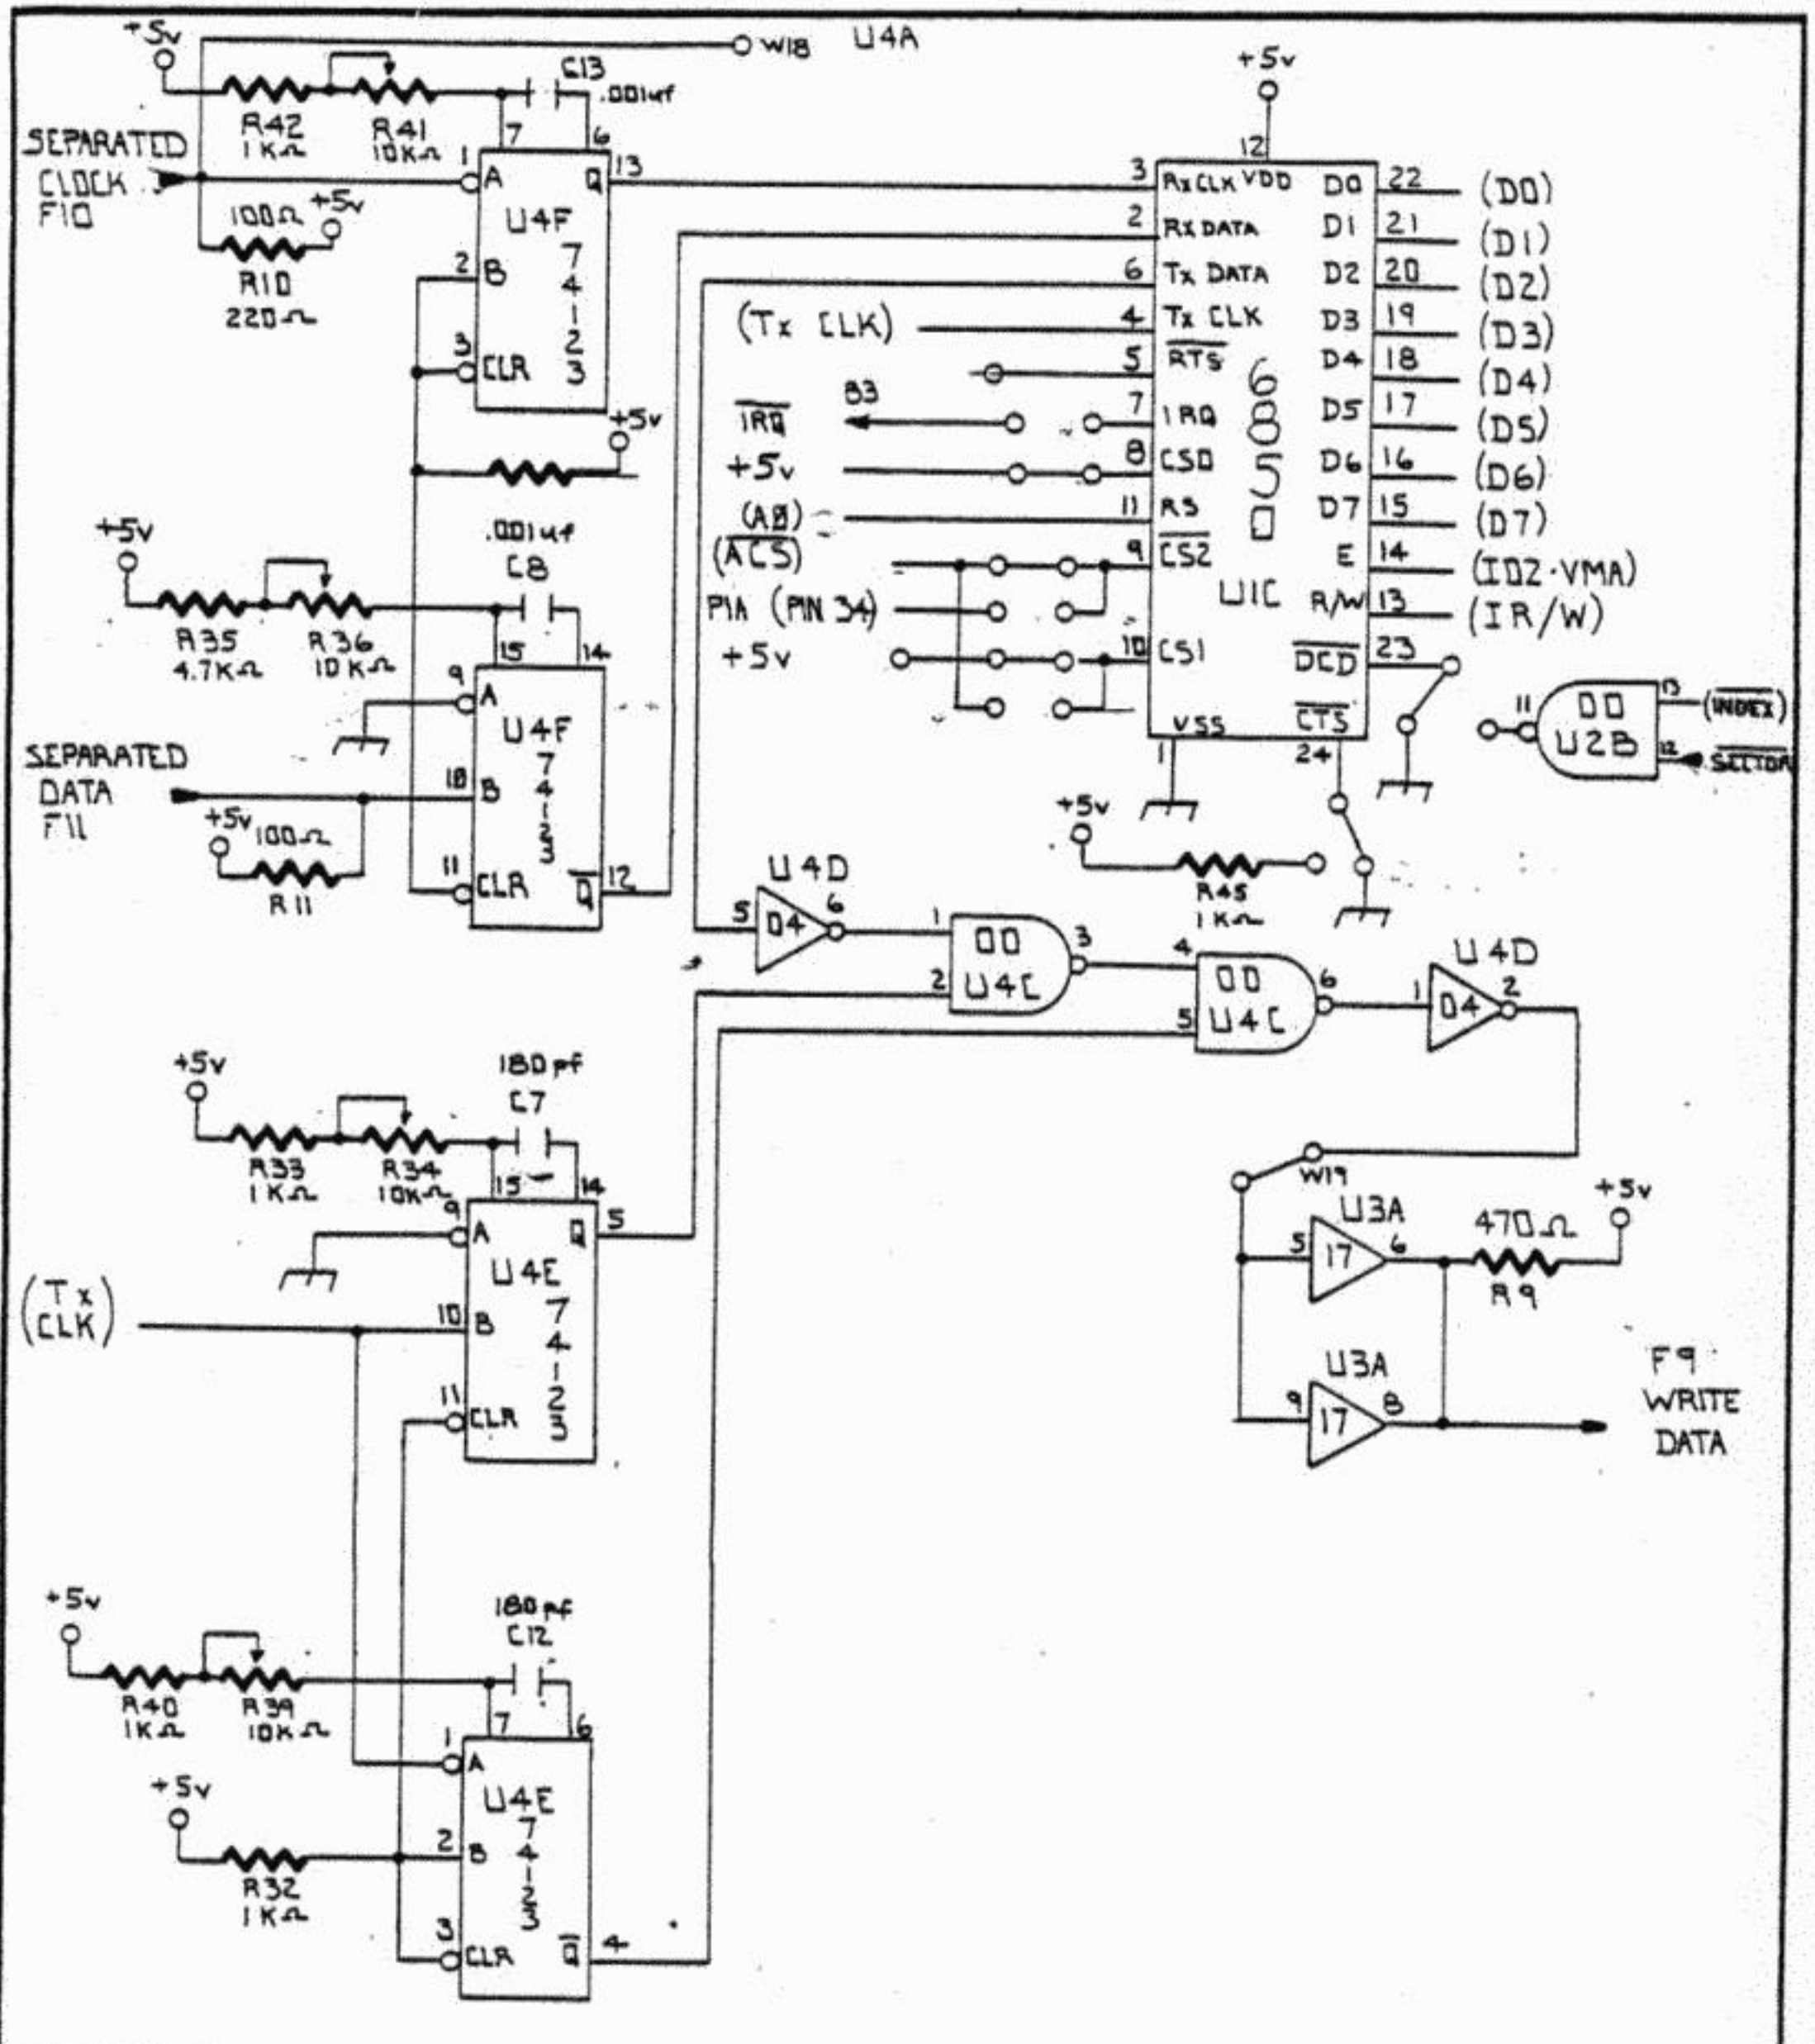 +5v
W18 U4A
C13
.001uf
R42
1KΩ
R41
10KΩ
7
6
SEPARATED
CLOCK
F10
1
A
Q
13
U4F
74123
100Ω
+5v
R10
220Ω
2
B
3
CLR
+5v
+5v
12
3
RxCLK
VDD
D0
22
(D0)
2
Rx DATA
D1
21
(D1)
6
Tx DATA
D2
20
(D2)
(Tx CLK)
4
Tx CLK
D3
19
(D3)
5
RTS
D4
18
(D4)
IRQ
B3
7
IRQ
D5
17
(D5)
+5v
8
CS0
D6
16
(D6)
(A0)
11
RS
D7
15
(D7)
(ACS)
9
CS2
E
14
(ID2·VMA)
PIA (PIN 34)
R/W
13
(IR/W)
+5v
10
CS1
DCD
23
6850
U1C
VSS
CTS
1
24
11
00
U2B
13
(INDEX)
12
SECTOR
+5v
R45
1KΩ
+5v
.001uf
C8
R35
4.7KΩ
R36
10KΩ
15
14
9
A
U4F
74123
SEPARATED
DATA
F11
10
B
+5v
100Ω
R11
11
CLR
Q
12
U4D
5
04
6
1
00
U4C
3
2
4
00
U4C
6
5
U4D
1
04
2
+5v
180pf
C7
R33
1KΩ
R34
10KΩ
15
14
9
A
Q
5
U4E
74123
(Tx
CLK)
10
B
11
CLR
W19
U3A
5
17
6
470Ω
R9
+5v
U3A
9
17
8
F9
WRITE
DATA
+5v
180pf
C12
R40
1KΩ
R39
10KΩ
7
6
1
A
U4E
74123
+5v
R32
1KΩ
2
B
3
CLR
Q
4